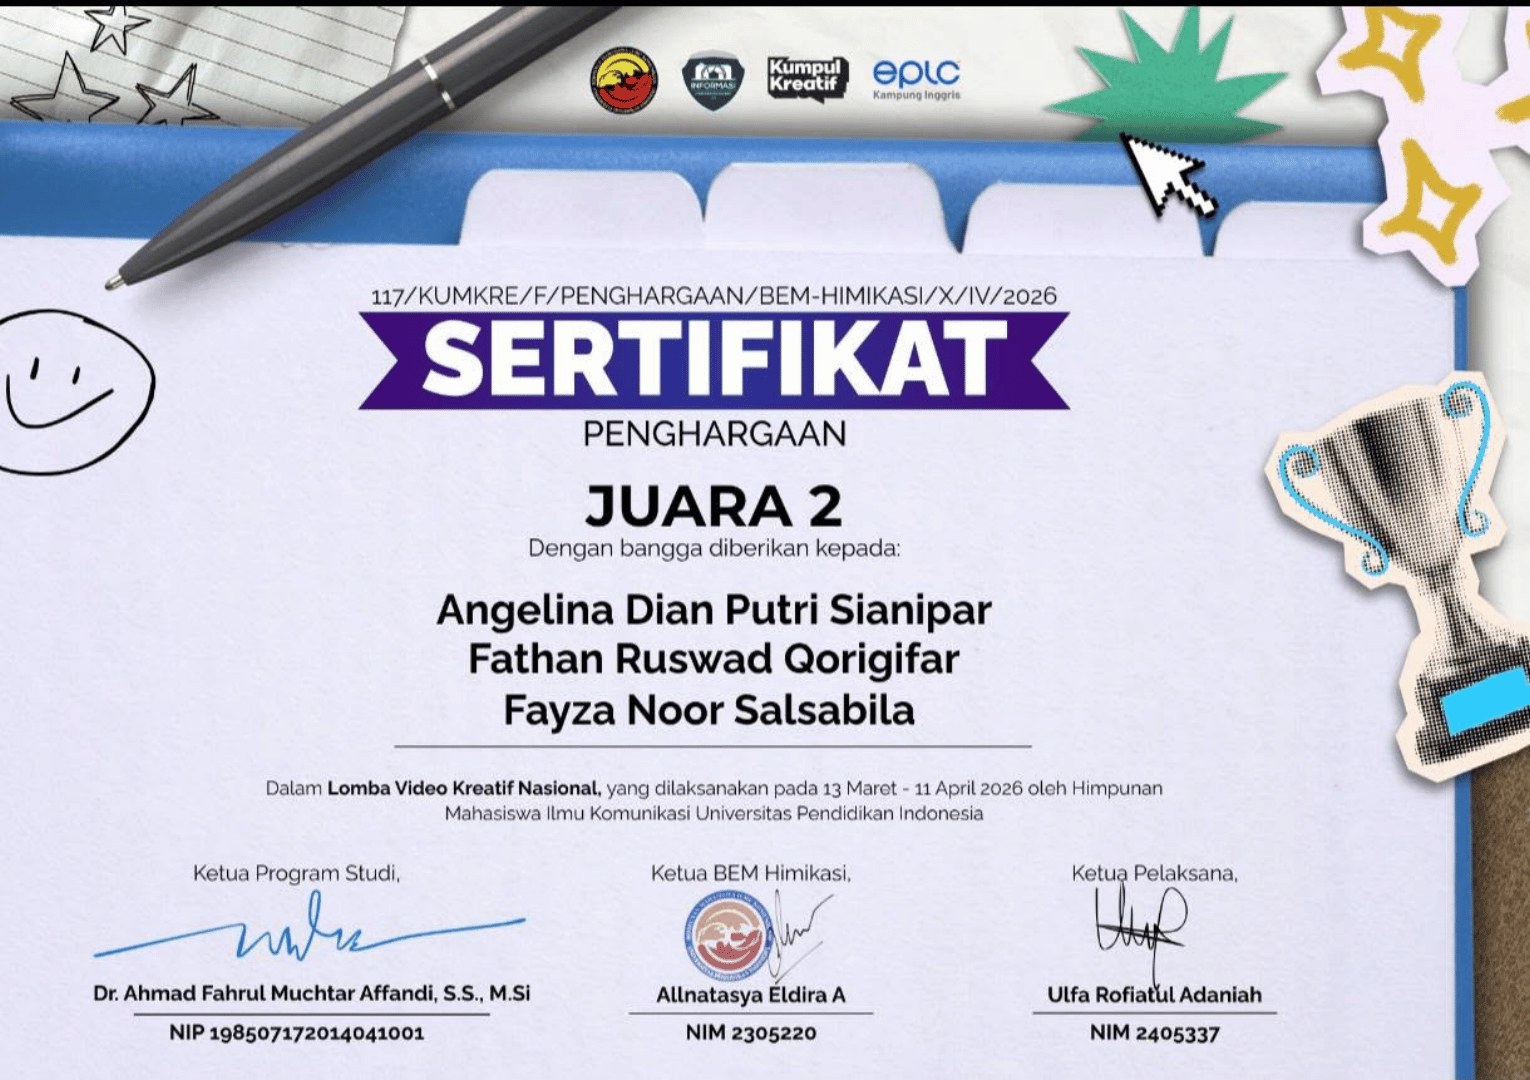 INFORMASI
Kumpul
Kreatif
epic
Kampung Inggris
117/KUMKRE/F/PENGHARGAAN/BEM-HIMIKASI/X/IV/2026
SERTIFIKAT
PENGHARGAAN
JUARA 2
Dengan bangga diberikan kepada:
Angelina Dian Putri Sianipar
Fathan Ruswad Qorigifar
Fayza Noor Salsabila
Dalam Lomba Video Kreatif Nasional, yang dilaksanakan pada 13 Maret - 11 April 2026 oleh Himpunan
Mahasiswa Ilmu Komunikasi Universitas Pendidikan Indonesia
Ketua Program Studi,
Dr. Ahmad Fahrul Muchtar Affandi, S.S., M.Si
NIP 198507172014041001
Ketua BEM Himikasi,
Allnatasya Eldira A
NIM 2305220
Ketua Pelaksana,
Ulfa Rofiatul Adaniah
NIM 2405337